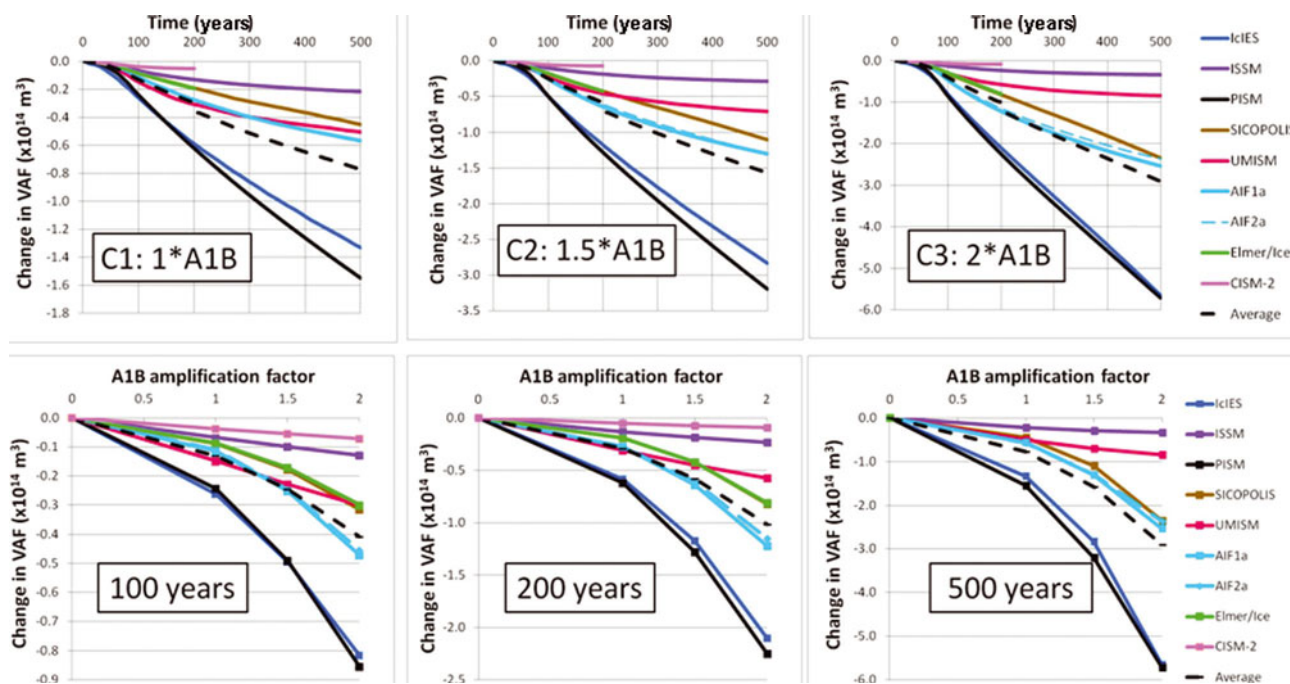 Time (years)
0 100 200 300 400 500
0.0
-0.2
-0.4
-0.6
-0.8
-1.0
-1.2
-1.4
-1.6
-1.8
Change in VAF (x10¹⁴ m³)
C1: 1*A1B
Time (years)
0 100 200 300 400 500
0.0
-0.5
-1.0
-1.5
-2.0
-2.5
-3.0
-3.5
Change in VAF (x10¹⁴ m³)
C2: 1.5*A1B
Time (years)
0 100 200 300 400 500
0.0
-1.0
-2.0
-3.0
-4.0
-5.0
-6.0
Change in VAF (x10¹⁴ m³)
C3: 2*A1B
IcIES
ISSM
PISM
SICOPOLIS
UMISM
AIF1a
AIF2a
Elmer/Ice
CISM-2
Average
A1B amplification factor
0 0.5 1 1.5 2
0.0
-0.1
-0.2
-0.3
-0.4
-0.5
-0.6
-0.7
-0.8
-0.9
Change in VAF (x10¹⁴ m³)
100 years
A1B amplification factor
0 0.5 1 1.5 2
0.0
-0.5
-1.0
-1.5
-2.0
-2.5
Change in VAF (x10¹⁴ m³)
200 years
A1B amplification factor
0 0.5 1 1.5 2
0.0
-1.0
-2.0
-3.0
-4.0
-5.0
-6.0
Change in VAF (x10¹⁴ m³)
500 years
IcIES
ISSM
PISM
SICOPOLIS
UMISM
AIF1a
AIF2a
Elmer/Ice
CISM-2
Average